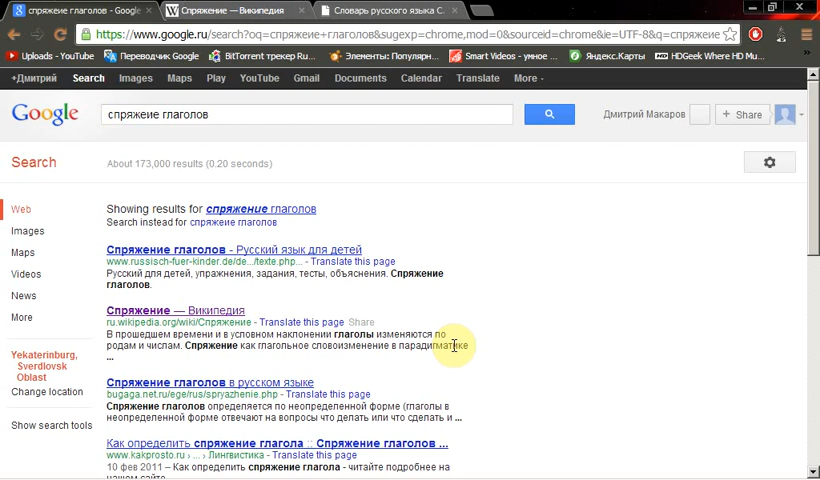 спряжеие глаголов - Google
Спряжение — Википедия
Словарь русского языка С.
https://www.google.ru/search?oq=спряжеие+глаголов&sugexp=chrome,mod=0&sourceid=chrome&ie=UTF-8&q=спряжеие
Uploads - YouTube
Переводчик Google
BitTorrent трекер Ru...
Элементы: Популярн...
Smart Videos - умное ...
Яндекс.Карты
HDGeek Where HD Mu...
+Дмитрий Search Images Maps Play YouTube Gmail Documents Calendar Translate More
Google
спряжеие глаголов
Дмитрий Макаров
+ Share
Search
About 173,000 results (0.20 seconds)
Web
Images
Maps
Videos
News
More
Yekaterinburg,
Sverdlovsk
Oblast
Change location
Show search tools
Showing results for спряжение глаголов
Search instead for спряжеие глаголов
Спряжение глаголов - Русский язык для детей
www.russisch-fuer-kinder.de/de.../texte.php... - Translate this page
Русский для детей, упражнения, задания, тесты, объяснения. Спряжение
глаголов.
Спряжение — Википедия
ru.wikipedia.org/wiki/Спряжение - Translate this page Share
В прошедшем времени и в условном наклонении глаголы изменяются по
родам и числам. Спряжение как глагольное словоизменение в парадигматике
...
Спряжение глаголов в русском языке
bugaga.net.ru/ege/rus/spryazhenie.php - Translate this page
Спряжение глаголов определяется по неопределенной форме (глаголы в
неопределенной форме отвечают на вопросы что делать или что сделать и ...
Как определить спряжение глагола :: Спряжение глаголов ...
www.kakprosto.ru › ... › Лингвистика - Translate this page
10 фев 2011 – Как определить спряжение глагола - читайте подробнее на
нашем сайте